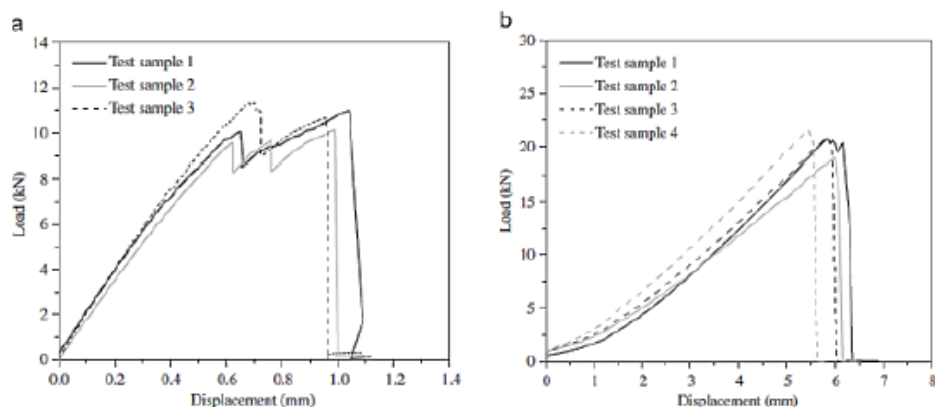 a
14
12
10
8
6
4
2
0
Load (kN)
Test sample 1
Test sample 2
Test sample 3
0.0 0.2 0.4 0.6 0.8 1.0 1.2 1.4
Displacement (mm)
b
30
25
20
15
10
5
0
Load (kN)
Test sample 1
Test sample 2
Test sample 3
Test sample 4
0 1 2 3 4 5 6 7 8
Displacement (mm)